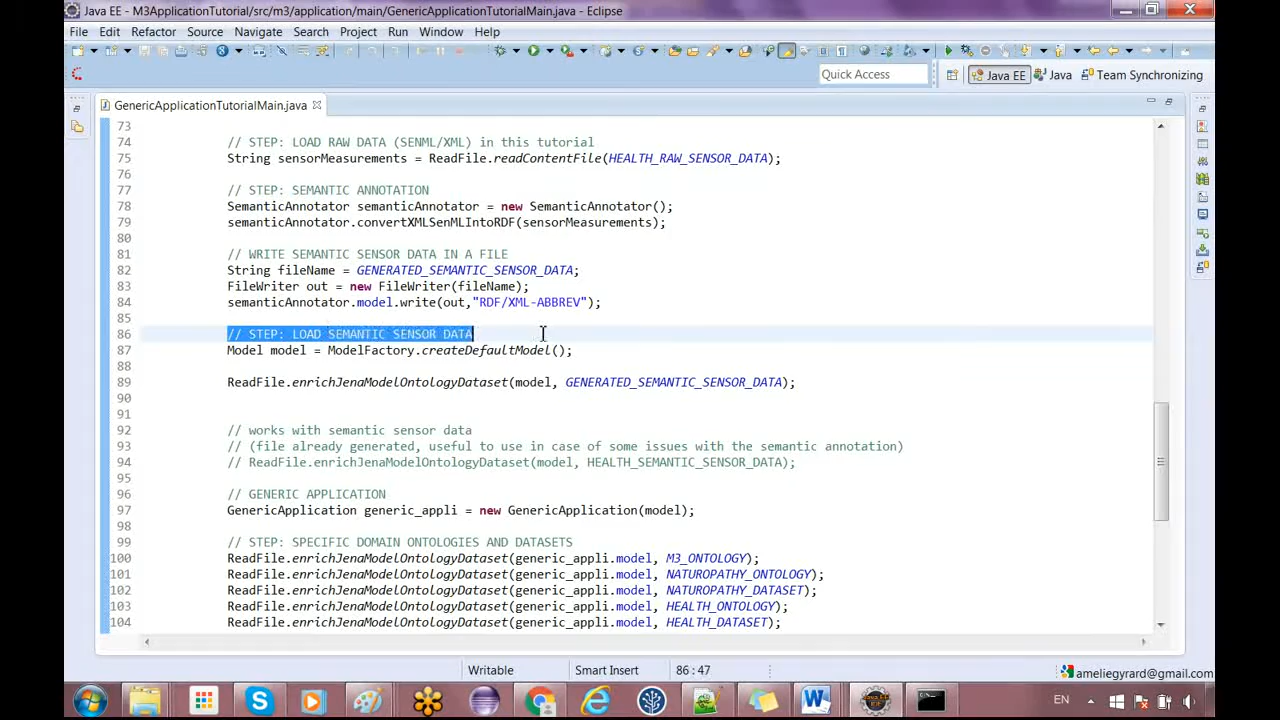 Java EE - M3ApplicationTutorial/src/m3/application/main/GenericApplicationTutorialMain.java - Eclipse
File Edit Refactor Source Navigate Search Project Run Window Help
Quick Access Java EE Java Team Synchronizing
GenericApplicationTutorialMain.java
73
74 // STEP: LOAD RAW DATA (SENML/XML) in this tutorial
75 String sensorMeasurements = ReadFile.readContentFile(HEALTH_RAW_SENSOR_DATA);
76
77 // STEP: SEMANTIC ANNOTATION
78 SemanticAnnotator semanticAnnotator = new SemanticAnnotator();
79 semanticAnnotator.convertXMLSenMLIntoRDF(sensorMeasurements);
80
81 // WRITE SEMANTIC SENSOR DATA IN A FILE
82 String fileName = GENERATED_SEMANTIC_SENSOR_DATA;
83 FileWriter out = new FileWriter(fileName);
84 semanticAnnotator.model.write(out,"RDF/XML-ABBREV");
85
86 // STEP: LOAD SEMANTIC SENSOR DATA
87 Model model = ModelFactory.createDefaultModel();
88
89 ReadFile.enrichJenaModelOntologyDataset(model, GENERATED_SEMANTIC_SENSOR_DATA);
90
91
92 // works with semantic sensor data
93 // (file already generated, useful to use in case of some issues with the semantic annotation)
94 // ReadFile.enrichJenaModelOntologyDataset(model, HEALTH_SEMANTIC_SENSOR_DATA);
95
96 // GENERIC APPLICATION
97 GenericApplication generic_appli = new GenericApplication(model);
98
99 // STEP: SPECIFIC DOMAIN ONTOLOGIES AND DATASETS
100 ReadFile.enrichJenaModelOntologyDataset(generic_appli.model, M3_ONTOLOGY);
101 ReadFile.enrichJenaModelOntologyDataset(generic_appli.model, NATUROPATHY_ONTOLOGY);
102 ReadFile.enrichJenaModelOntologyDataset(generic_appli.model, NATUROPATHY_DATASET);
103 ReadFile.enrichJenaModelOntologyDataset(generic_appli.model, HEALTH_ONTOLOGY);
104 ReadFile.enrichJenaModelOntologyDataset(generic_appli.model, HEALTH_DATASET);
Writable Smart Insert 86 : 47 ameliegyrard@gmail.com
EN